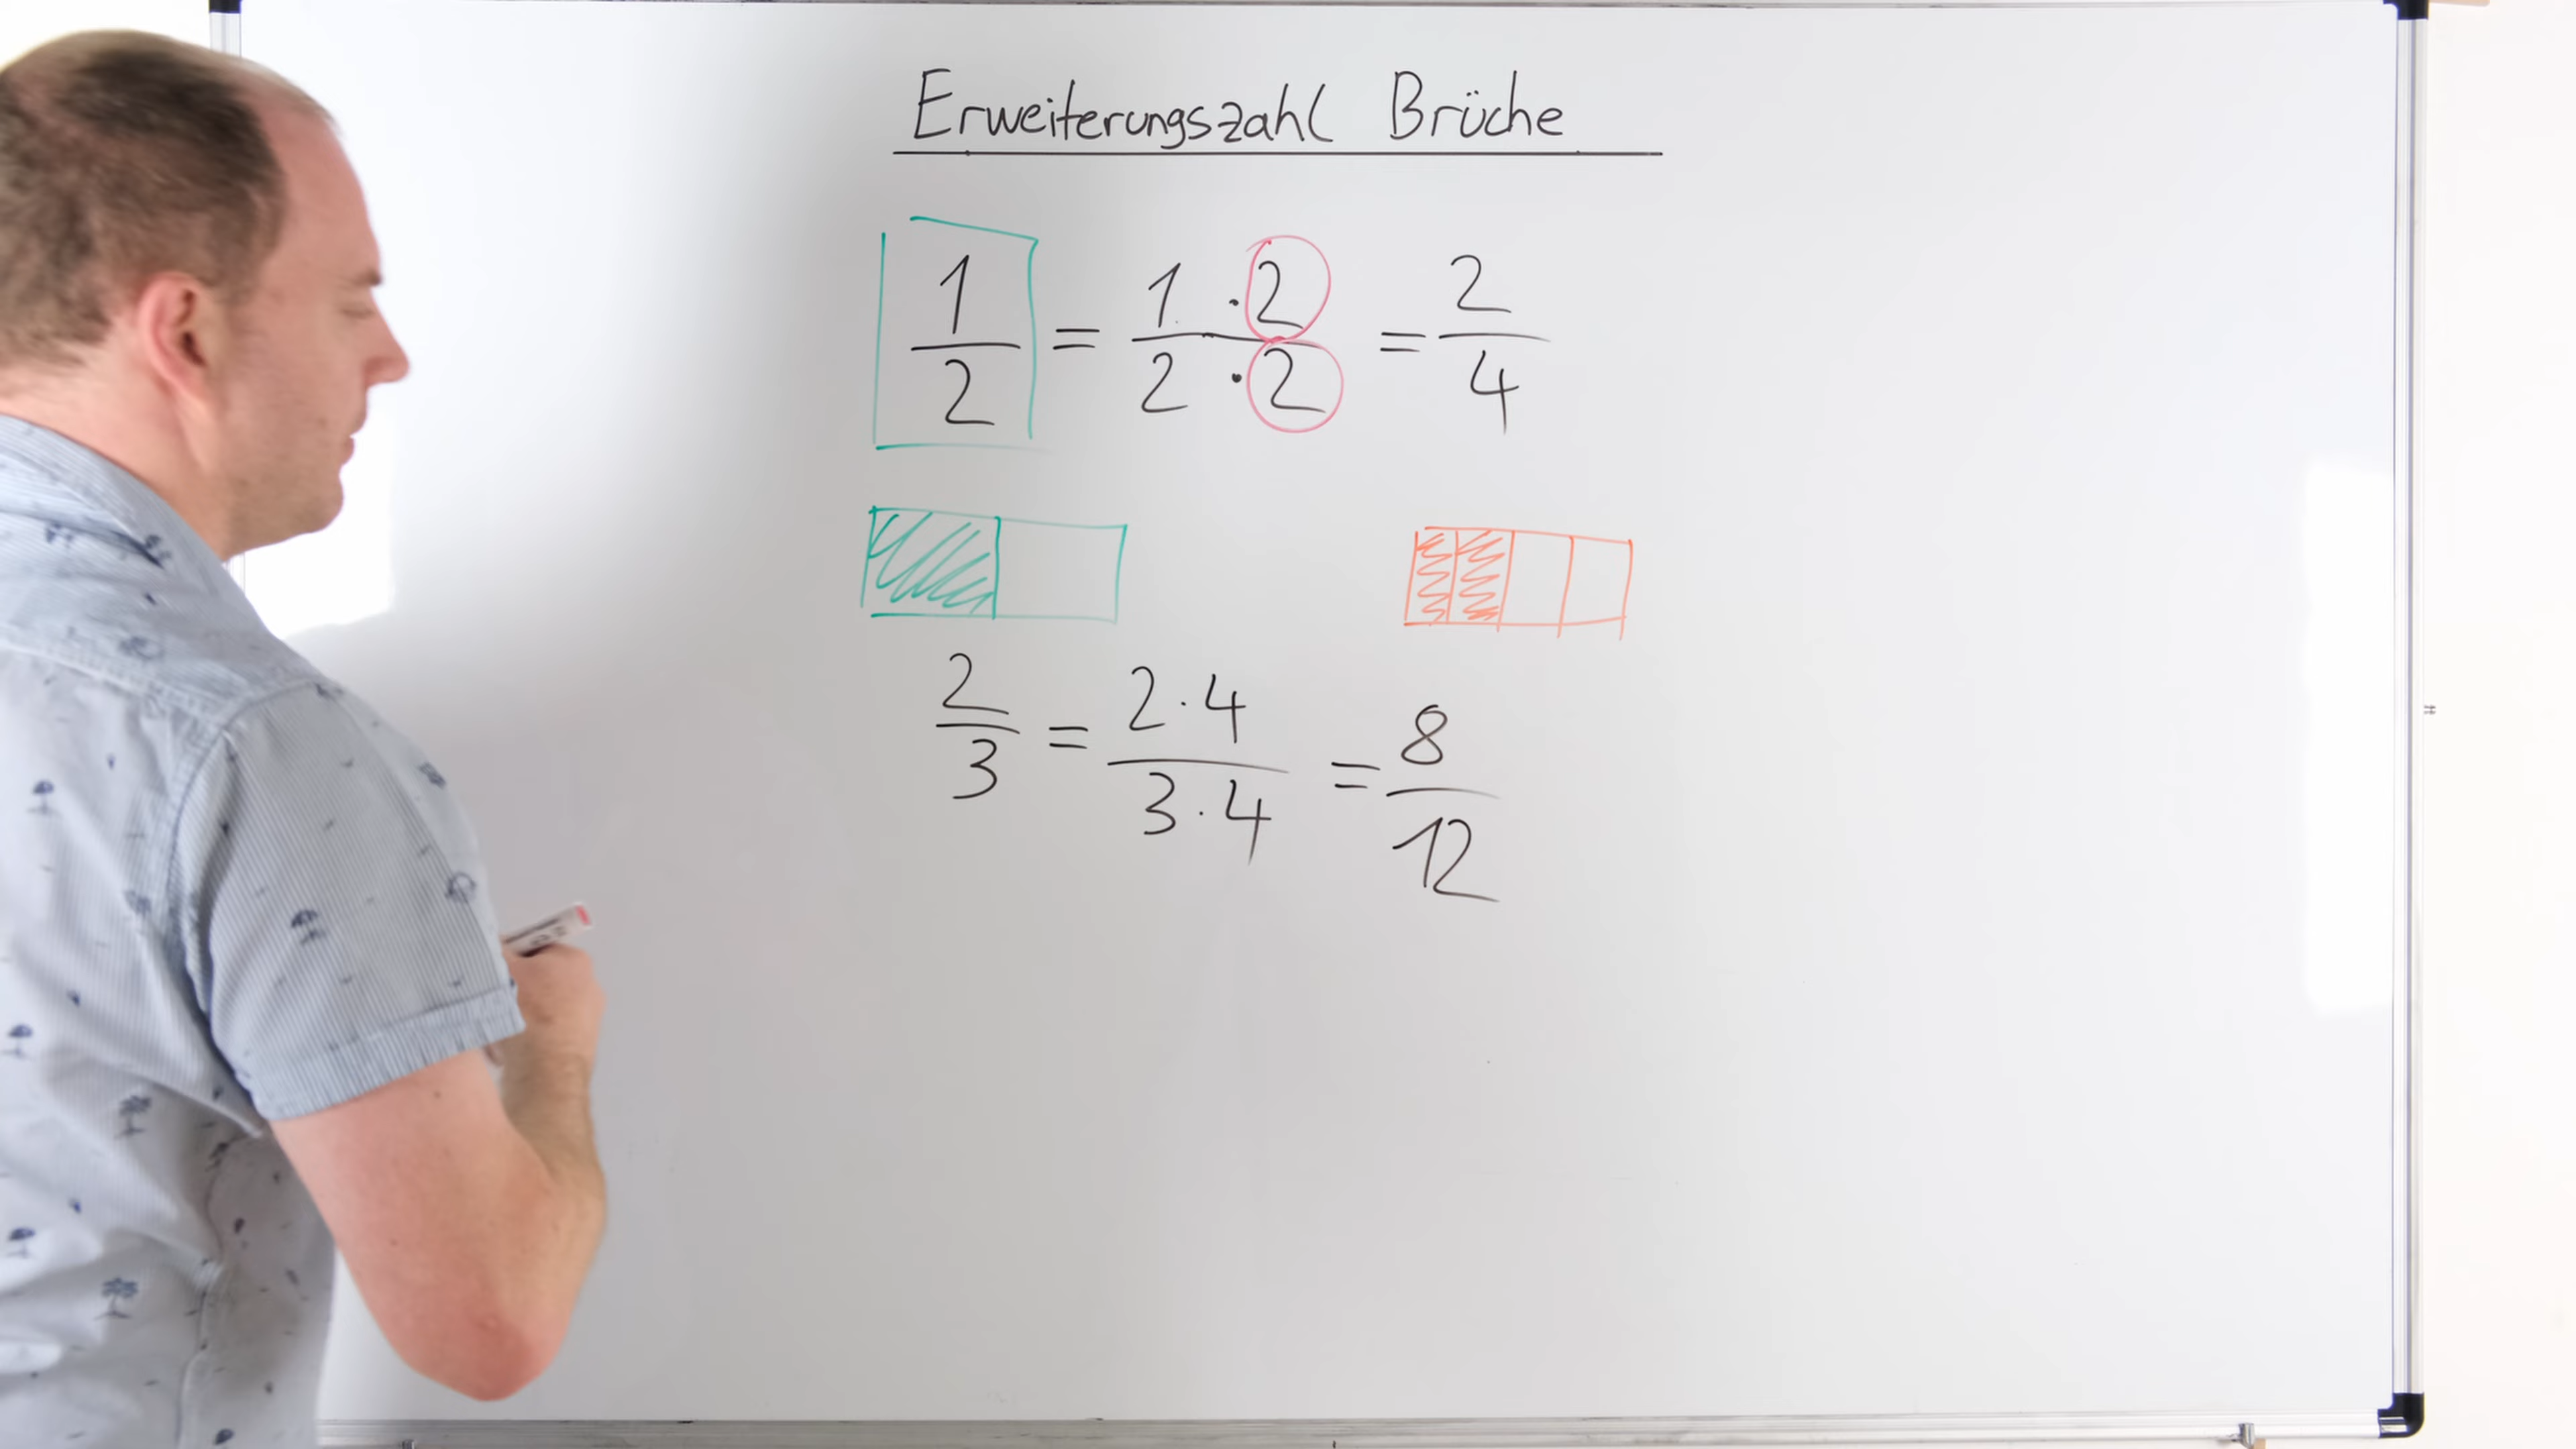 Erweiterungszahl Brüche
1/2 = 1 · 2 / 2 · 2 = 2/4
2/3 = 2 · 4 / 3 · 4 = 8/12